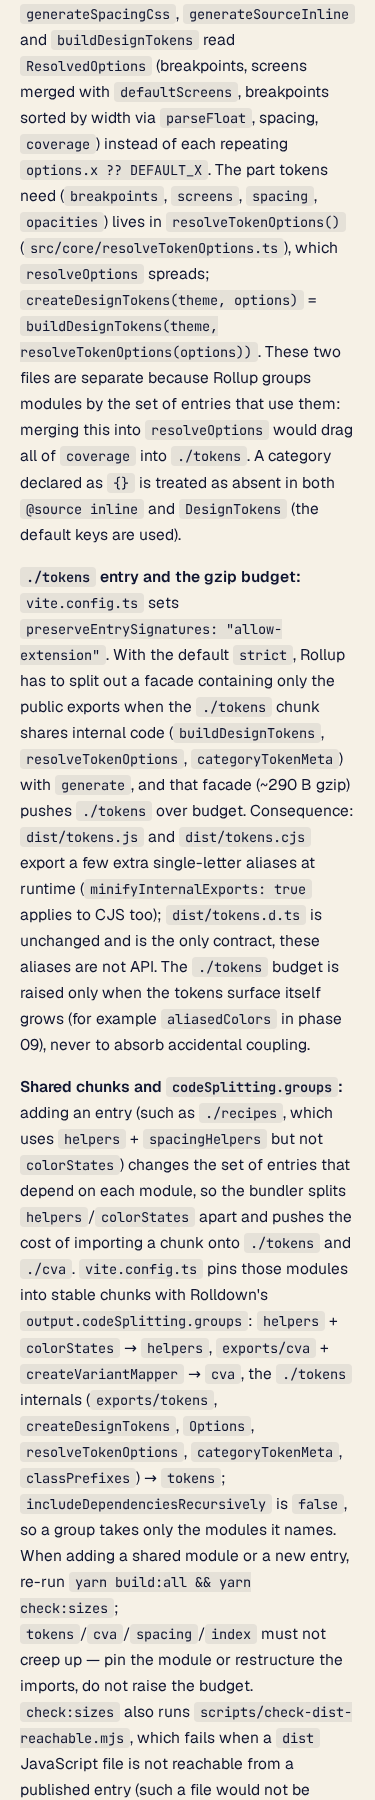 generateSpacingCss, generateSourceInline
and buildDesignTokens read
ResolvedOptions (breakpoints, screens
merged with defaultScreens, breakpoints
sorted by width via parseFloat, spacing,
coverage) instead of each repeating
options.x ?? DEFAULT_X. The part tokens
need (breakpoints, screens, spacing,
opacities) lives in resolveTokenOptions()
(src/core/resolveTokenOptions.ts), which
resolveOptions spreads;
createDesignTokens(theme, options) =
buildDesignTokens(theme,
resolveTokenOptions(options)). These two
files are separate because Rollup groups
modules by the set of entries that use them:
merging this into resolveOptions would drag
all of coverage into ./tokens. A category
declared as {} is treated as absent in both
@source inline and DesignTokens (the
default keys are used).
./tokens entry and the gzip budget:
vite.config.ts sets
preserveEntrySignatures: "allow-
extension". With the default strict, Rollup
has to split out a facade containing only the
public exports when the ./tokens chunk
shares internal code (buildDesignTokens,
resolveTokenOptions, categoryTokenMeta)
with generate, and that facade (~290 B gzip)
pushes ./tokens over budget. Consequence:
dist/tokens.js and dist/tokens.cjs
export a few extra single-letter aliases at
runtime (minifyInternalExports: true
applies to CJS too); dist/tokens.d.ts is
unchanged and is the only contract, these
aliases are not API. The ./tokens budget is
raised only when the tokens surface itself
grows (for example aliasedColors in phase
09), never to absorb accidental coupling.
Shared chunks and codeSplitting.groups:
adding an entry (such as ./recipes, which
uses helpers + spacingHelpers but not
colorStates) changes the set of entries that
depend on each module, so the bundler splits
helpers/colorStates apart and pushes the
cost of importing a chunk onto ./tokens and
./cva. vite.config.ts pins those modules
into stable chunks with Rolldown's
output.codeSplitting.groups: helpers +
colorStates → helpers, exports/cva +
createVariantMapper → cva, the ./tokens
internals (exports/tokens,
createDesignTokens, Options,
resolveTokenOptions, categoryTokenMeta,
classPrefixes) → tokens;
includeDependenciesRecursively is false,
so a group takes only the modules it names.
When adding a shared module or a new entry,
re-run yarn build:all && yarn
check:sizes;
tokens/cva/spacing/index must not
creep up — pin the module or restructure the
imports, do not raise the budget.
check:sizes also runs scripts/check-dist-
reachable.mjs, which fails when a dist
JavaScript file is not reachable from a
published entry (such a file would not be